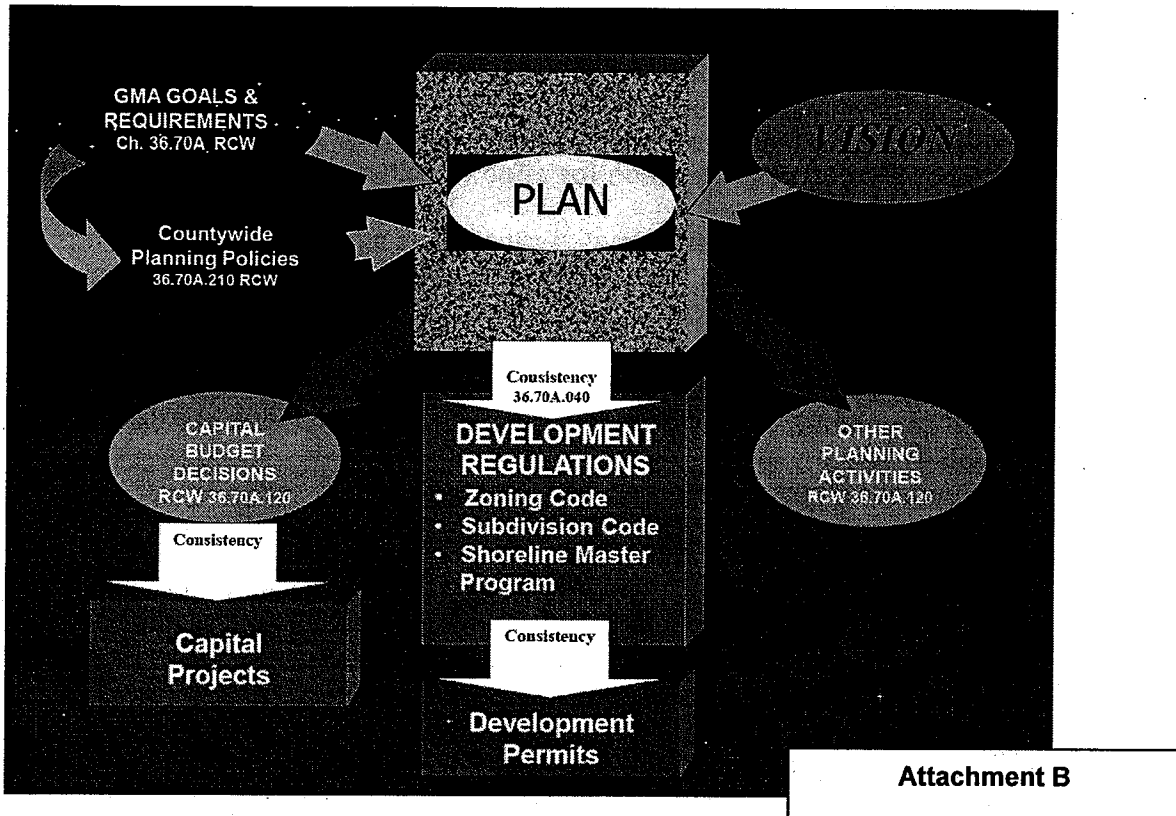 GMA GOALS &
REQUIREMENTS
Ch. 36.70A RCW
VISION
PLAN
Countywide
Planning Policies
36.70A.210 RCW
Consistency
36.70A.040
CAPITAL
BUDGET
DECISIONS
RCW 36.70A.120
DEVELOPMENT
REGULATIONS
• Zoning Code
• Subdivision Code
• Shoreline Master
Program
OTHER
PLANNING
ACTIVITIES
RCW 36.70A.120
Consistency
Capital
Projects
Consistency
Development
Permits
Attachment B